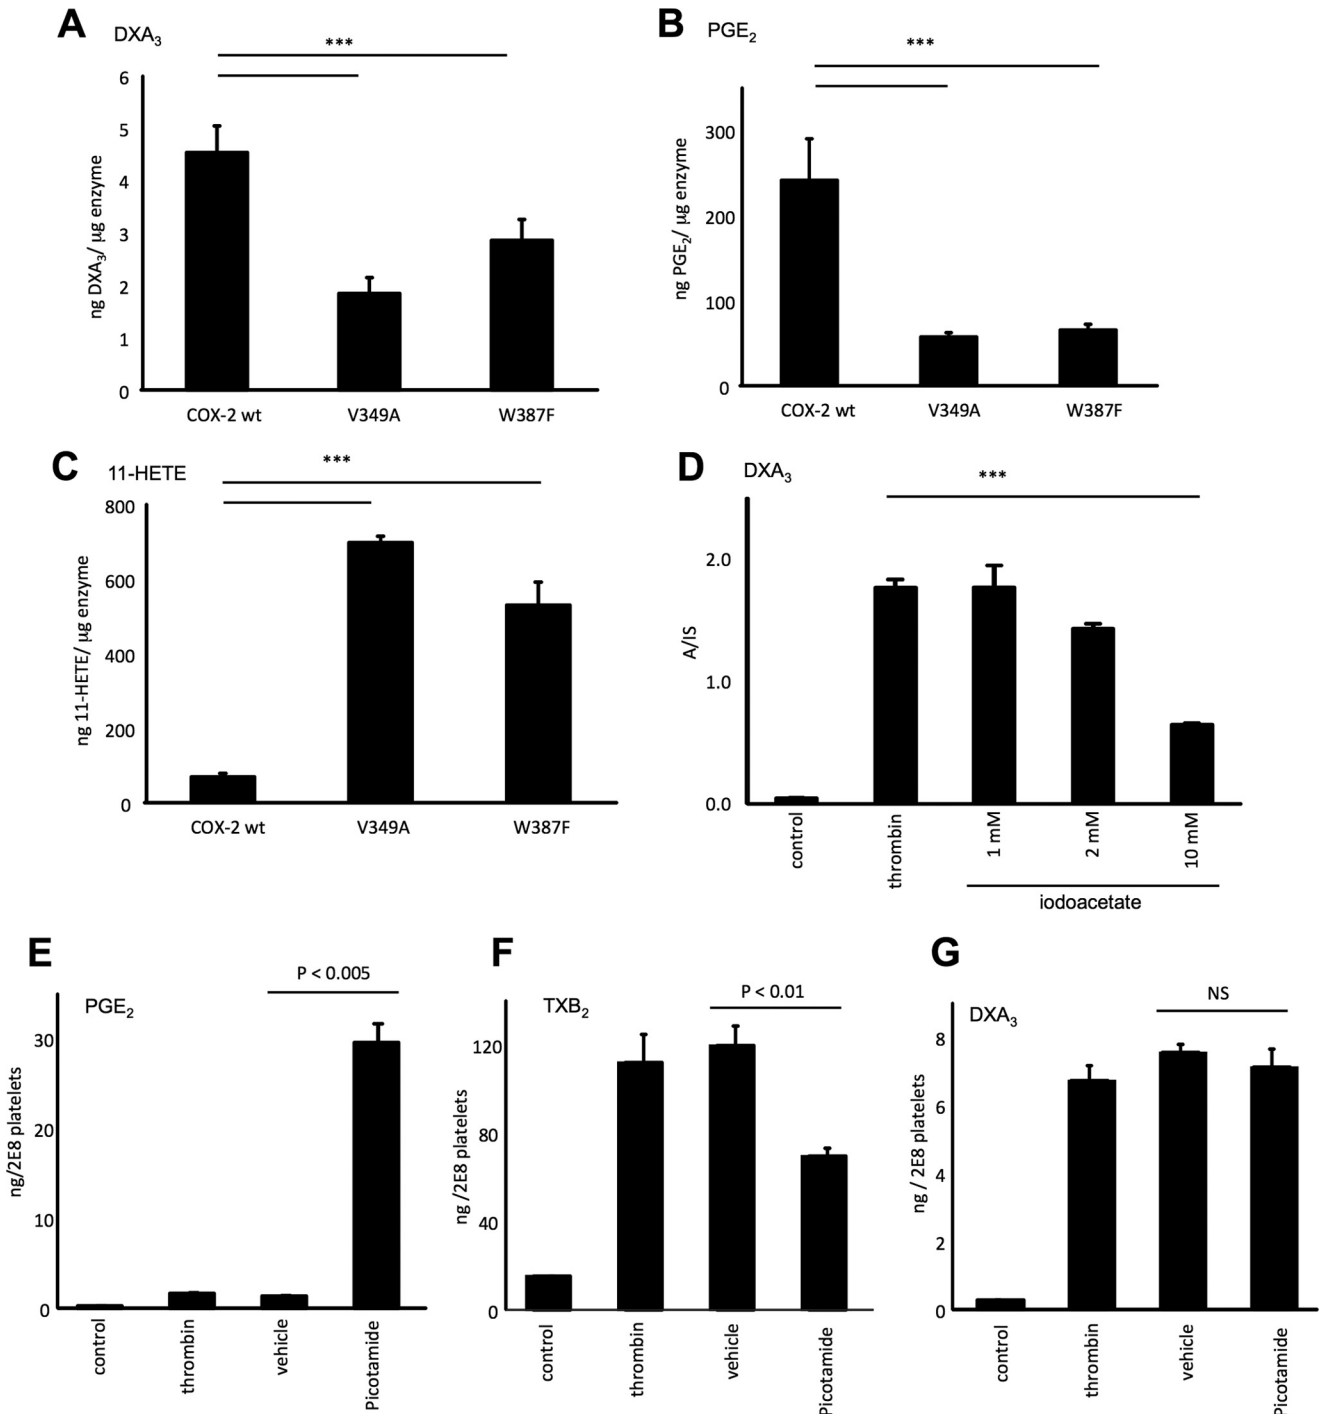 A
DXA3
***
ng DXA3/ µg enzyme
6
5
4
3
2
1
0
COX-2 wt V349A W387F
B
PGE2
***
ng PGE2/ µg enzyme
300
200
100
0
COX-2 wt V349A W387F
C
11-HETE
***
ng 11-HETE/ µg enzyme
800
600
400
200
0
COX-2 wt V349A W387F
D
DXA3
***
A/IS
2.0
1.0
0.0
control thrombin 1 mM 2 mM 10 mM
iodoacetate
E
P < 0.005
PGE2
ng/2E8 platelets
30
20
10
0
control thrombin vehicle Picotamide
F
P < 0.01
TXB2
ng /2E8 platelets
120
80
40
0
control thrombin vehicle Picotamide
G
NS
DXA3
ng / 2E8 platelets
8
6
4
2
0
control thrombin vehicle Picotamide